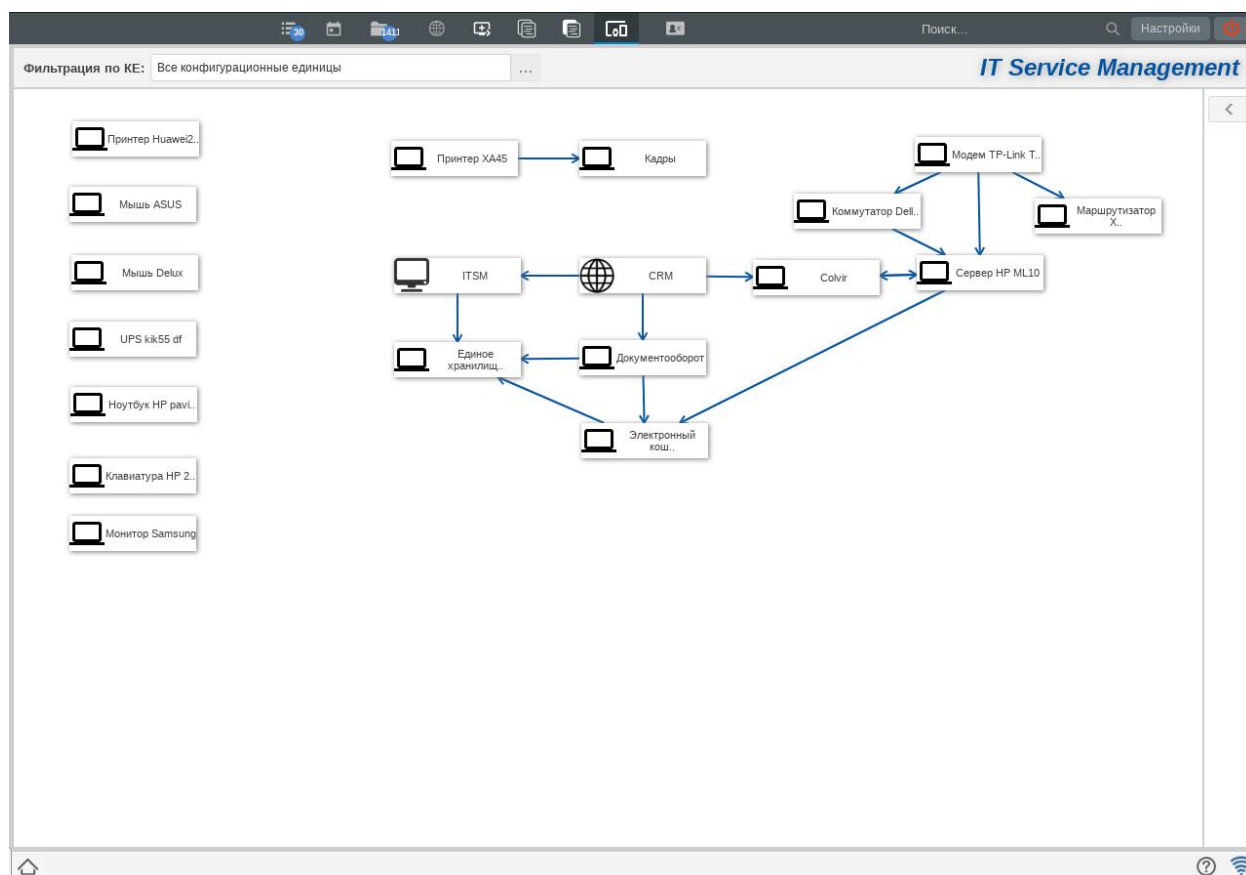 30
1411
Поиск...
Настройки
Фильтрация по КЕ:
Все конфигурационные единицы
...
IT Service Management
Принтер Huawei2..
Мышь ASUS
Мышь Delux
UPS kik55 df
Ноутбук HP pavi..
Клавиатура HP 2..
Монитор Samsung
Принтер XA45
Кадры
Модем TP-Link T..
Коммутатор Dell..
Маршрутизатор
X..
ITSM
CRM
Colvir
Сервер HP ML10
Единое
хранилищ..
Документооборот
Электронный
кош..